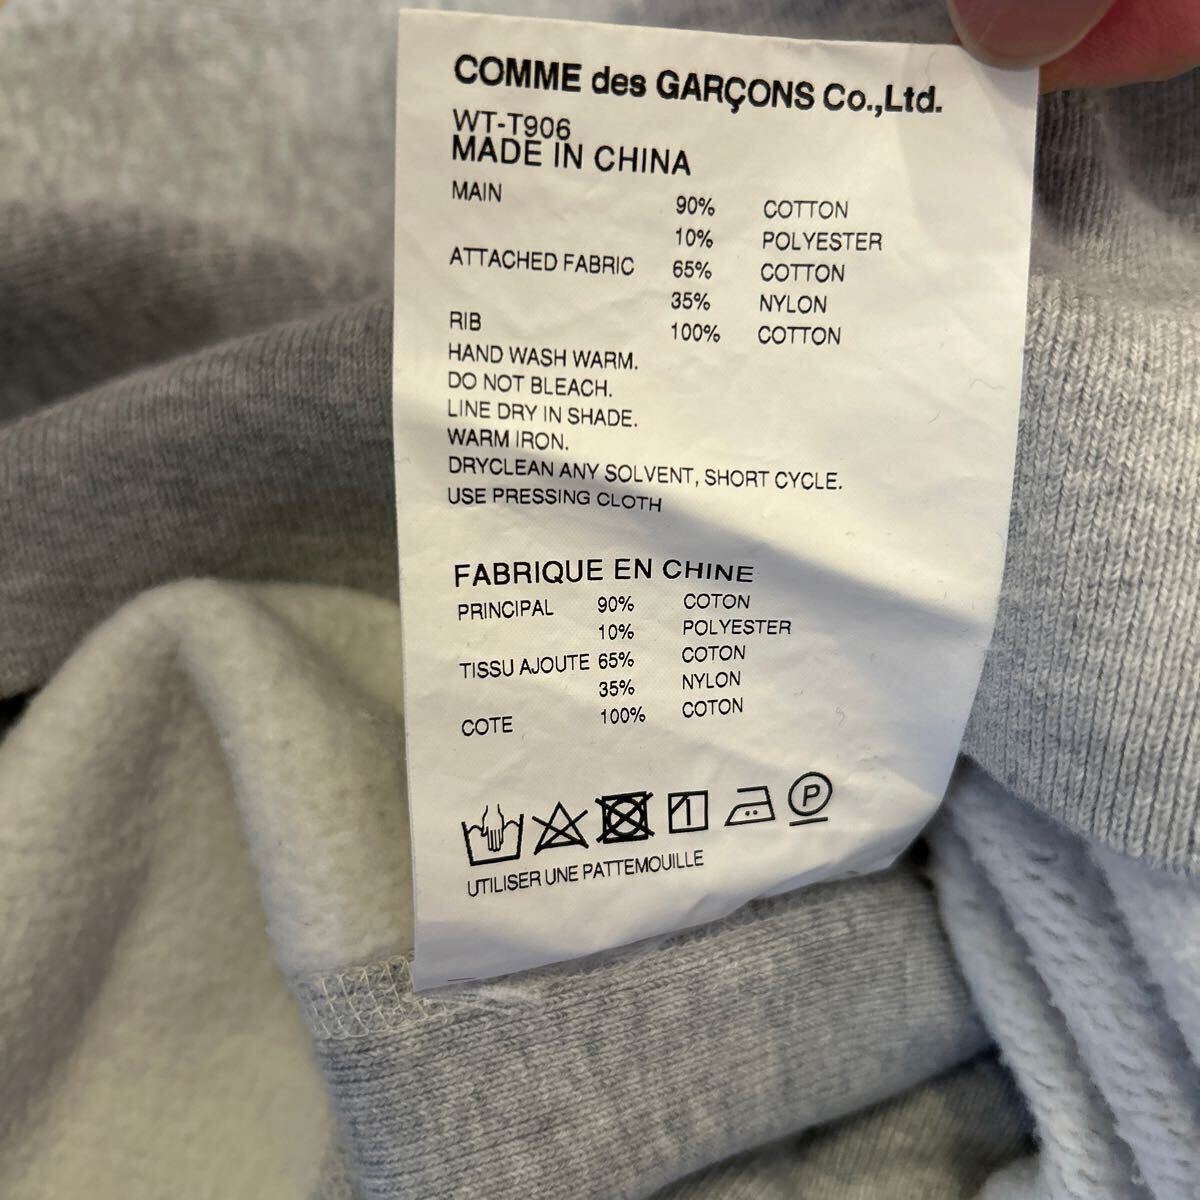 COMME des GARÇONS Co.,Ltd.
WT-T906
MADE IN CHINA
MAIN 90% COTTON
10% POLYESTER
ATTACHED FABRIC 65% COTTON
35% NYLON
RIB 100% COTTON
HAND WASH WARM.
DO NOT BLEACH.
LINE DRY IN SHADE.
WARM IRON.
DRYCLEAN ANY SOLVENT, SHORT CYCLE.
USE PRESSING CLOTH
FABRIQUE EN CHINE
PRINCIPAL 90% COTON
10% POLYESTER
TISSU AJOUTE 65% COTON
35% NYLON
COTE 100% COTON
P
UTILISER UNE PATTEMOUILLE